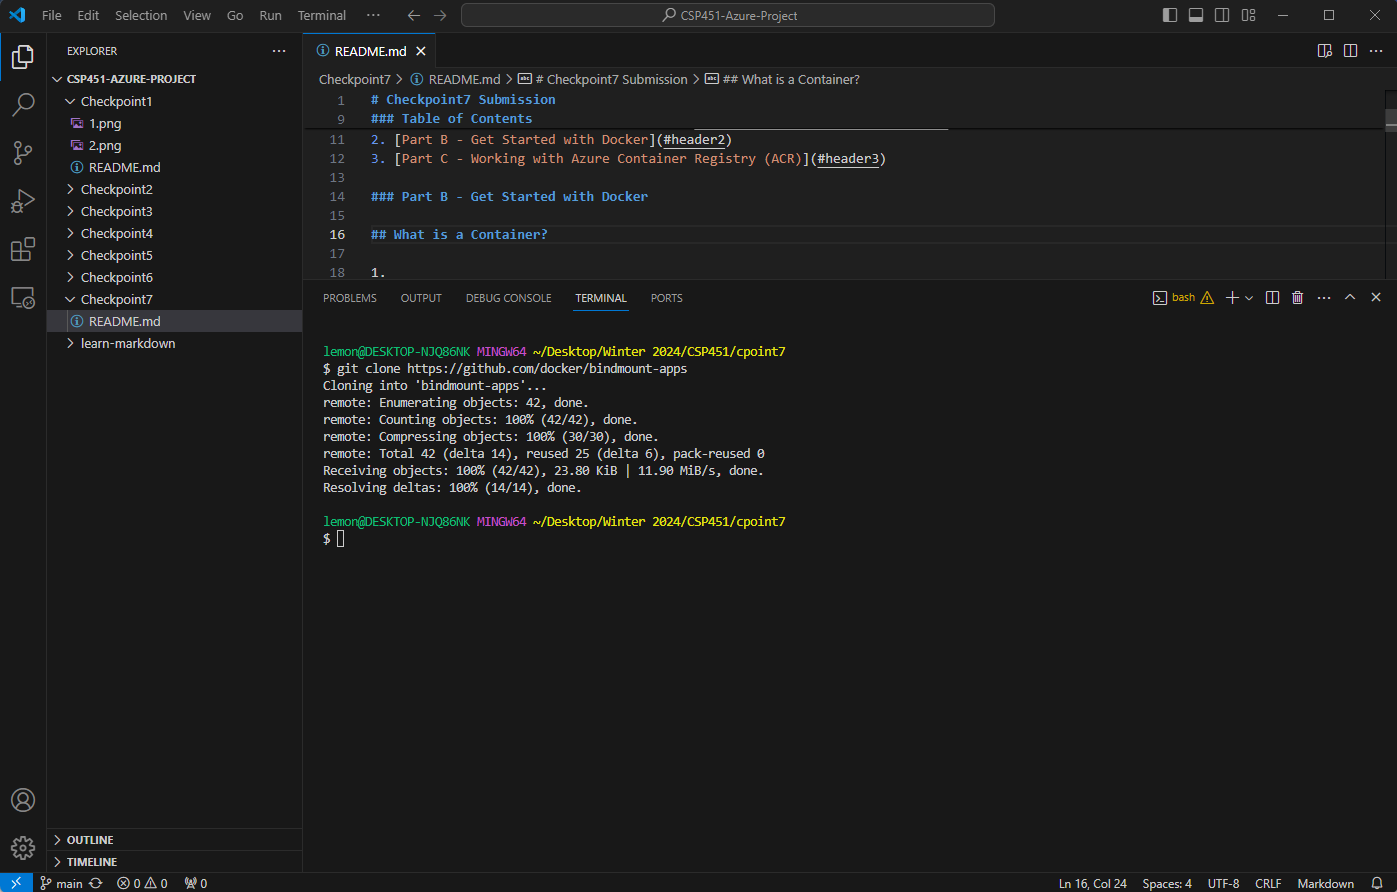 File Edit Selection View Go Run Terminal ··· CSP451-Azure-Project
EXPLORER
CSP451-AZURE-PROJECT
Checkpoint1
1.png
2.png
README.md
Checkpoint2
Checkpoint3
Checkpoint4
Checkpoint5
Checkpoint6
Checkpoint7
README.md
learn-markdown
OUTLINE
TIMELINE
README.md
Checkpoint7 > README.md > # Checkpoint7 Submission > ## What is a Container?
1 # Checkpoint7 Submission
9 ### Table of Contents
11 2. [Part B - Get Started with Docker](#header2)
12 3. [Part C - Working with Azure Container Registry (ACR)](#header3)
13
14 ### Part B - Get Started with Docker
15
16 ## What is a Container?
17
18 1.
PROBLEMS OUTPUT DEBUG CONSOLE TERMINAL PORTS bash
lemon@DESKTOP-NJQ86NK MINGW64 ~/Desktop/Winter 2024/CSP451/cpoint7
$ git clone https://github.com/docker/bindmount-apps
Cloning into 'bindmount-apps'...
remote: Enumerating objects: 42, done.
remote: Counting objects: 100% (42/42), done.
remote: Compressing objects: 100% (30/30), done.
remote: Total 42 (delta 14), reused 25 (delta 6), pack-reused 0
Receiving objects: 100% (42/42), 23.80 KiB | 11.90 MiB/s, done.
Resolving deltas: 100% (14/14), done.
lemon@DESKTOP-NJQ86NK MINGW64 ~/Desktop/Winter 2024/CSP451/cpoint7
$
main 0 0 0 Ln 16, Col 24 Spaces: 4 UTF-8 CRLF Markdown